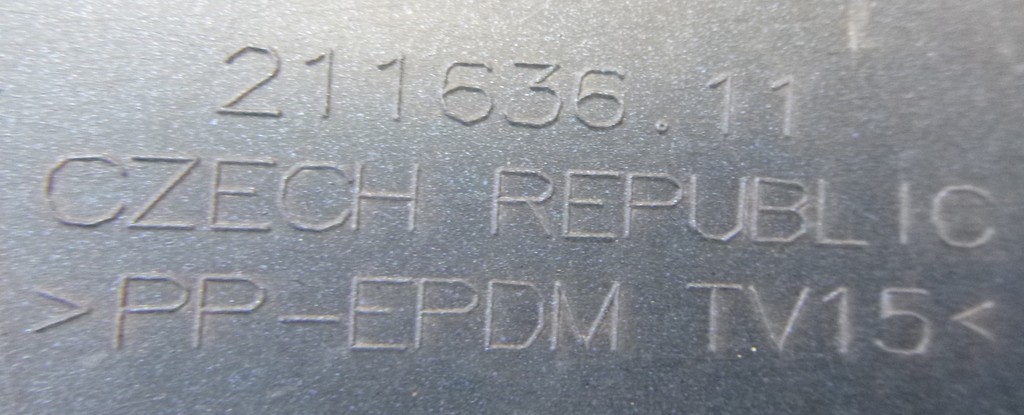 211636.11
CZECH REPUBLIC
>PP-EPDM TV15<